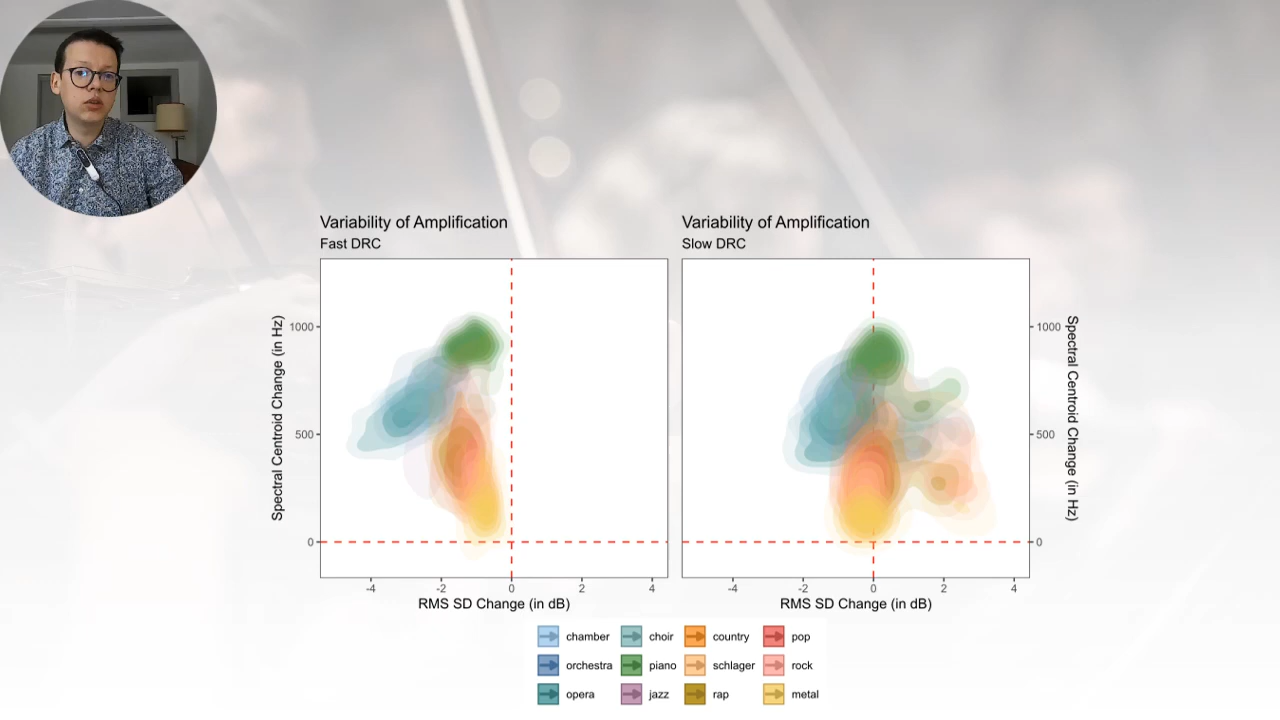 Variability of Amplification
Fast DRC
Variability of Amplification
Slow DRC
Spectral Centroid Change (in Hz)
1000
500
0
-4
-2
0
2
4
RMS SD Change (in dB)
-4
-2
0
2
4
RMS SD Change (in dB)
1000
500
0
Spectral Centroid Change (in Hz)
chamber
choir
country
pop
orchestra
piano
schlager
rock
opera
jazz
rap
metal